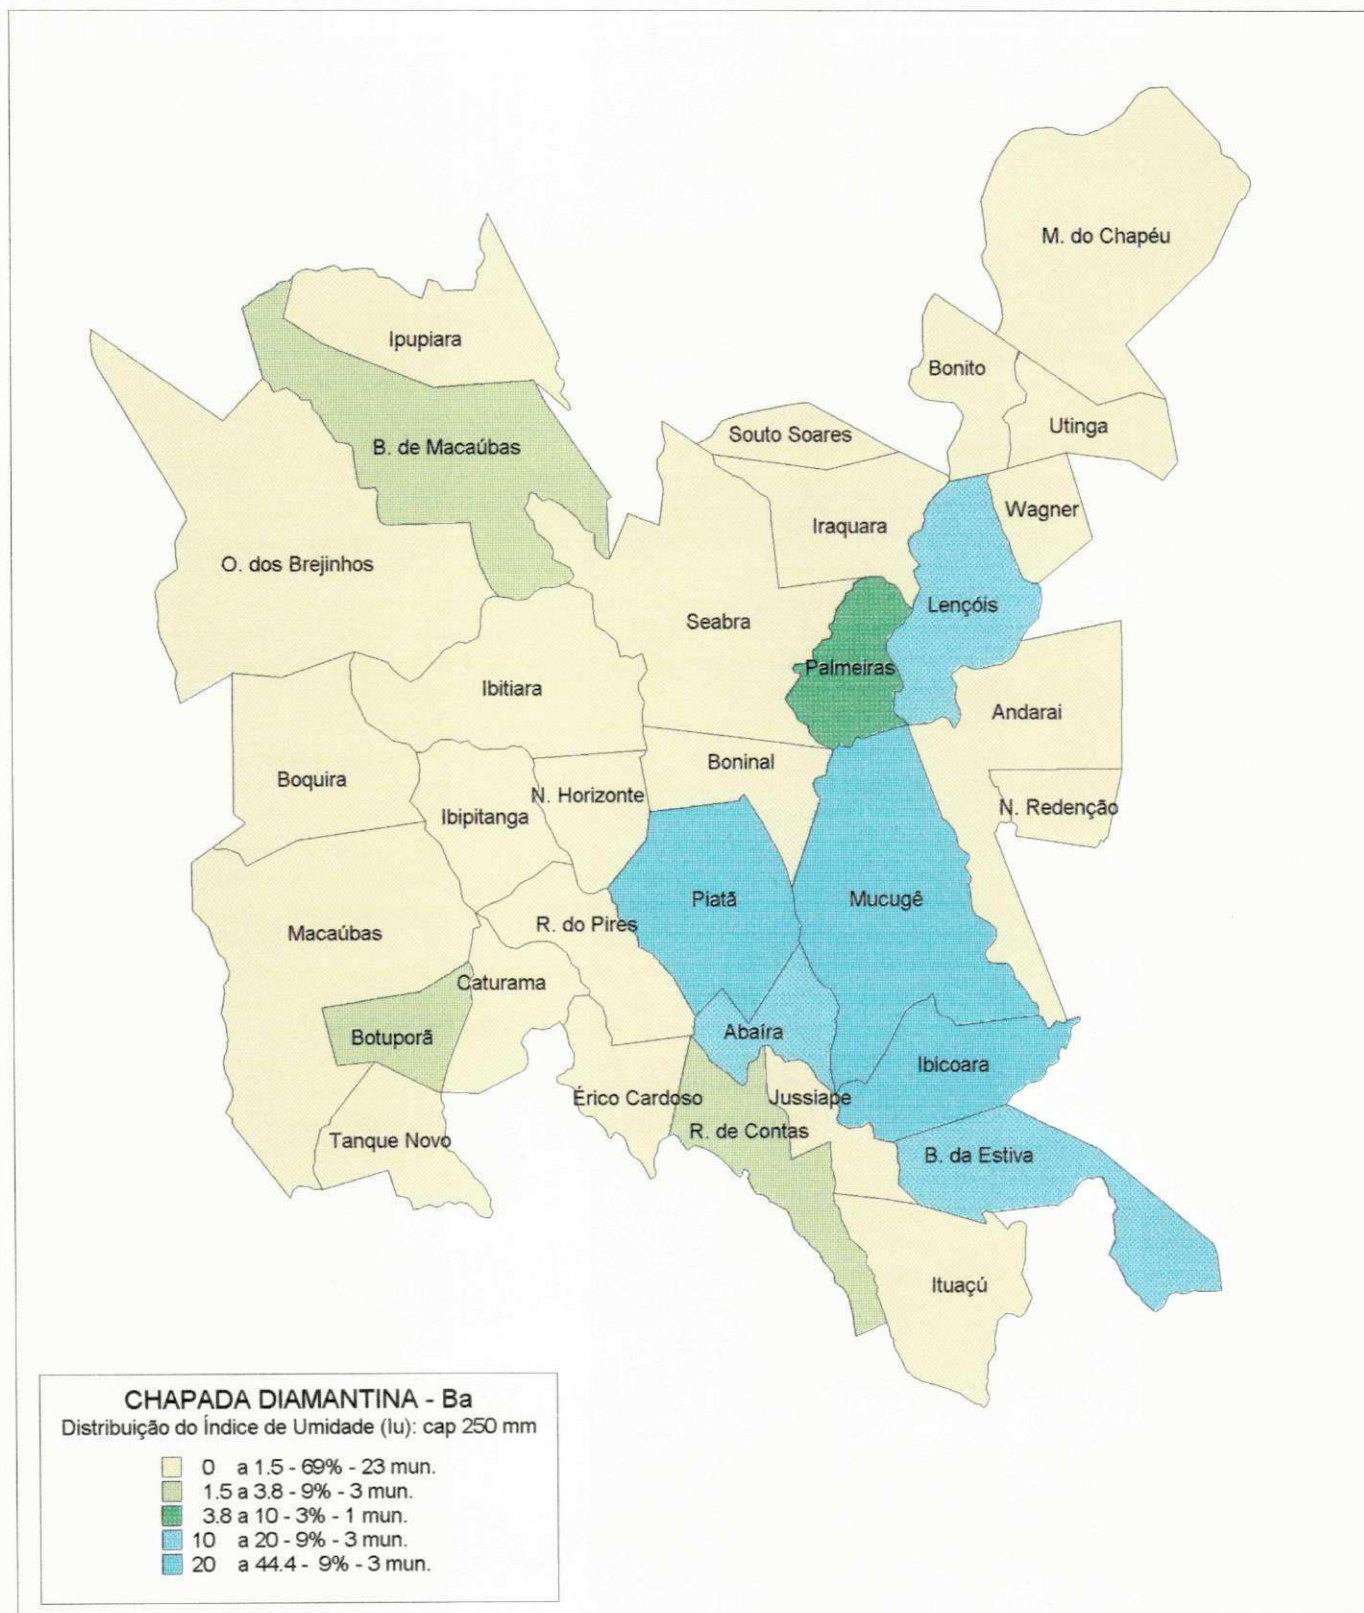 M. do Chapéu
Ipupiara
Bonito
Utinga
Souto Soares
B. de Macaúbas
Wagner
Iraquara
O. dos Brejinhos
Lençóis
Seabra
Palmeiras
Ibitiara
Andarai
Boninal
Boquira
N. Horizonte
N. Redenção
Ibipitanga
Piatã
Mucugê
R. do Pires
Macaúbas
Caturama
Abaíra
Botuporã
Ibicoara
Érico Cardoso
Jussiape
R. de Contas
Tanque Novo
B. da Estiva
Ituaçú
CHAPADA DIAMANTINA - Ba
Distribuição do Índice de Umidade (Iu): cap 250 mm
0 a 1.5 - 69% - 23 mun.
1.5 a 3.8 - 9% - 3 mun.
3.8 a 10 - 3% - 1 mun.
10 a 20 - 9% - 3 mun.
20 a 44.4 - 9% - 3 mun.